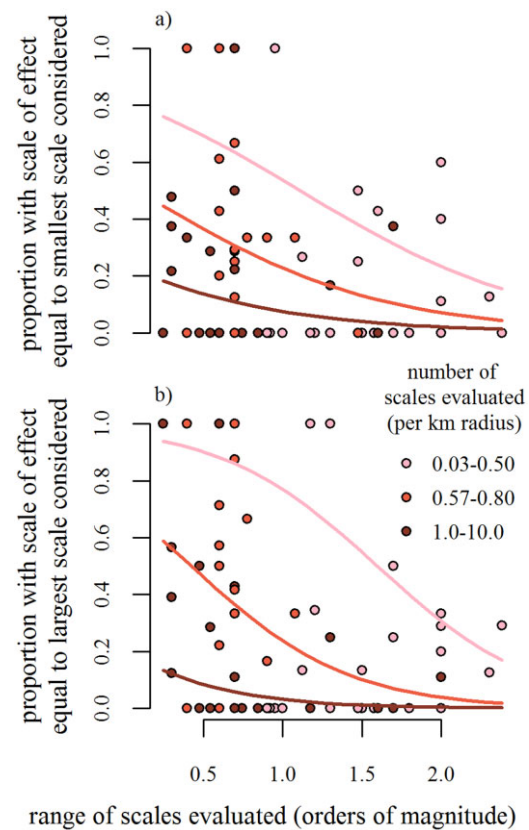 a)
proportion with scale of effect
equal to smallest scale considered
1.0
0.8
0.6
0.4
0.2
0.0
number of
scales evaluated
(per km radius)
0.03-0.50
0.57-0.80
1.0-10.0
b)
proportion with scale of effect
equal to largest scale considered
1.0
0.8
0.6
0.4
0.2
0.0
0.5 1.0 1.5 2.0
range of scales evaluated (orders of magnitude)